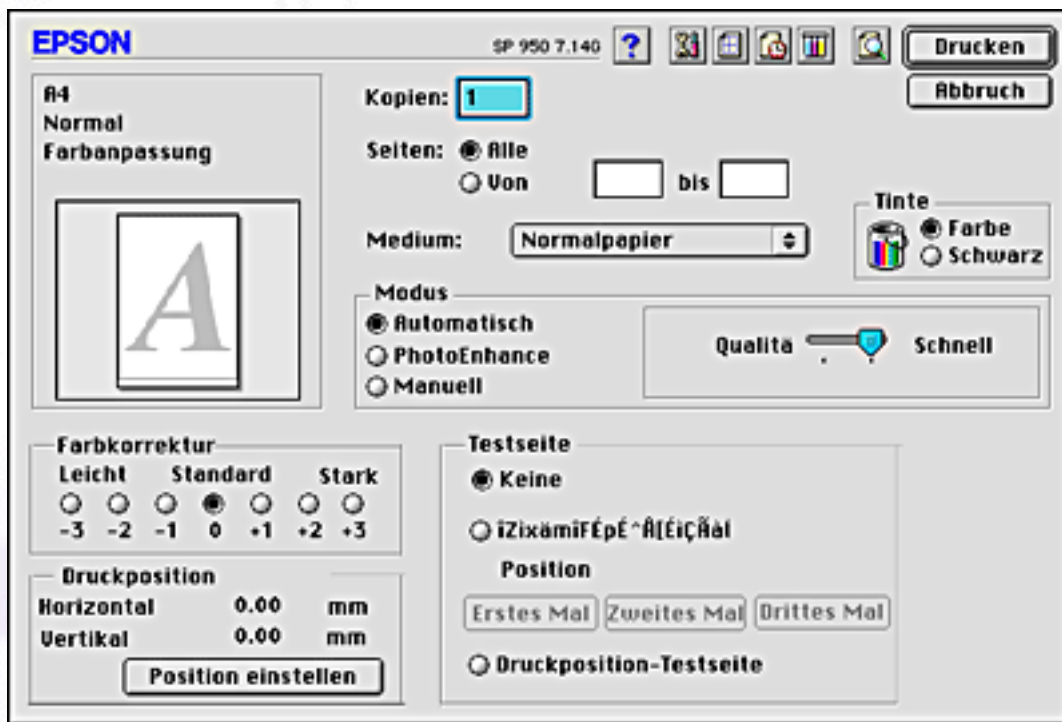 EPSON
SP 950 7.140
?
Drucken
Abbruch
A4
Normal
Farbanpassung
A
Kopien: 1
Seiten: Alle
Von bis
Medium: Normalpapier
Tinte
Farbe
Schwarz
Modus
Automatisch
PhotoEnhance
Manuell
Qualitä Schnell
Farbkorrektur
Leicht Standard Stark
-3 -2 -1 0 +1 +2 +3
Druckposition
Horizontal 0.00 mm
Vertikal 0.00 mm
Position einstellen
Testseite
Keine
Position
Erstes Mal Zweites Mal Drittes Mal
Druckposition-Testseite